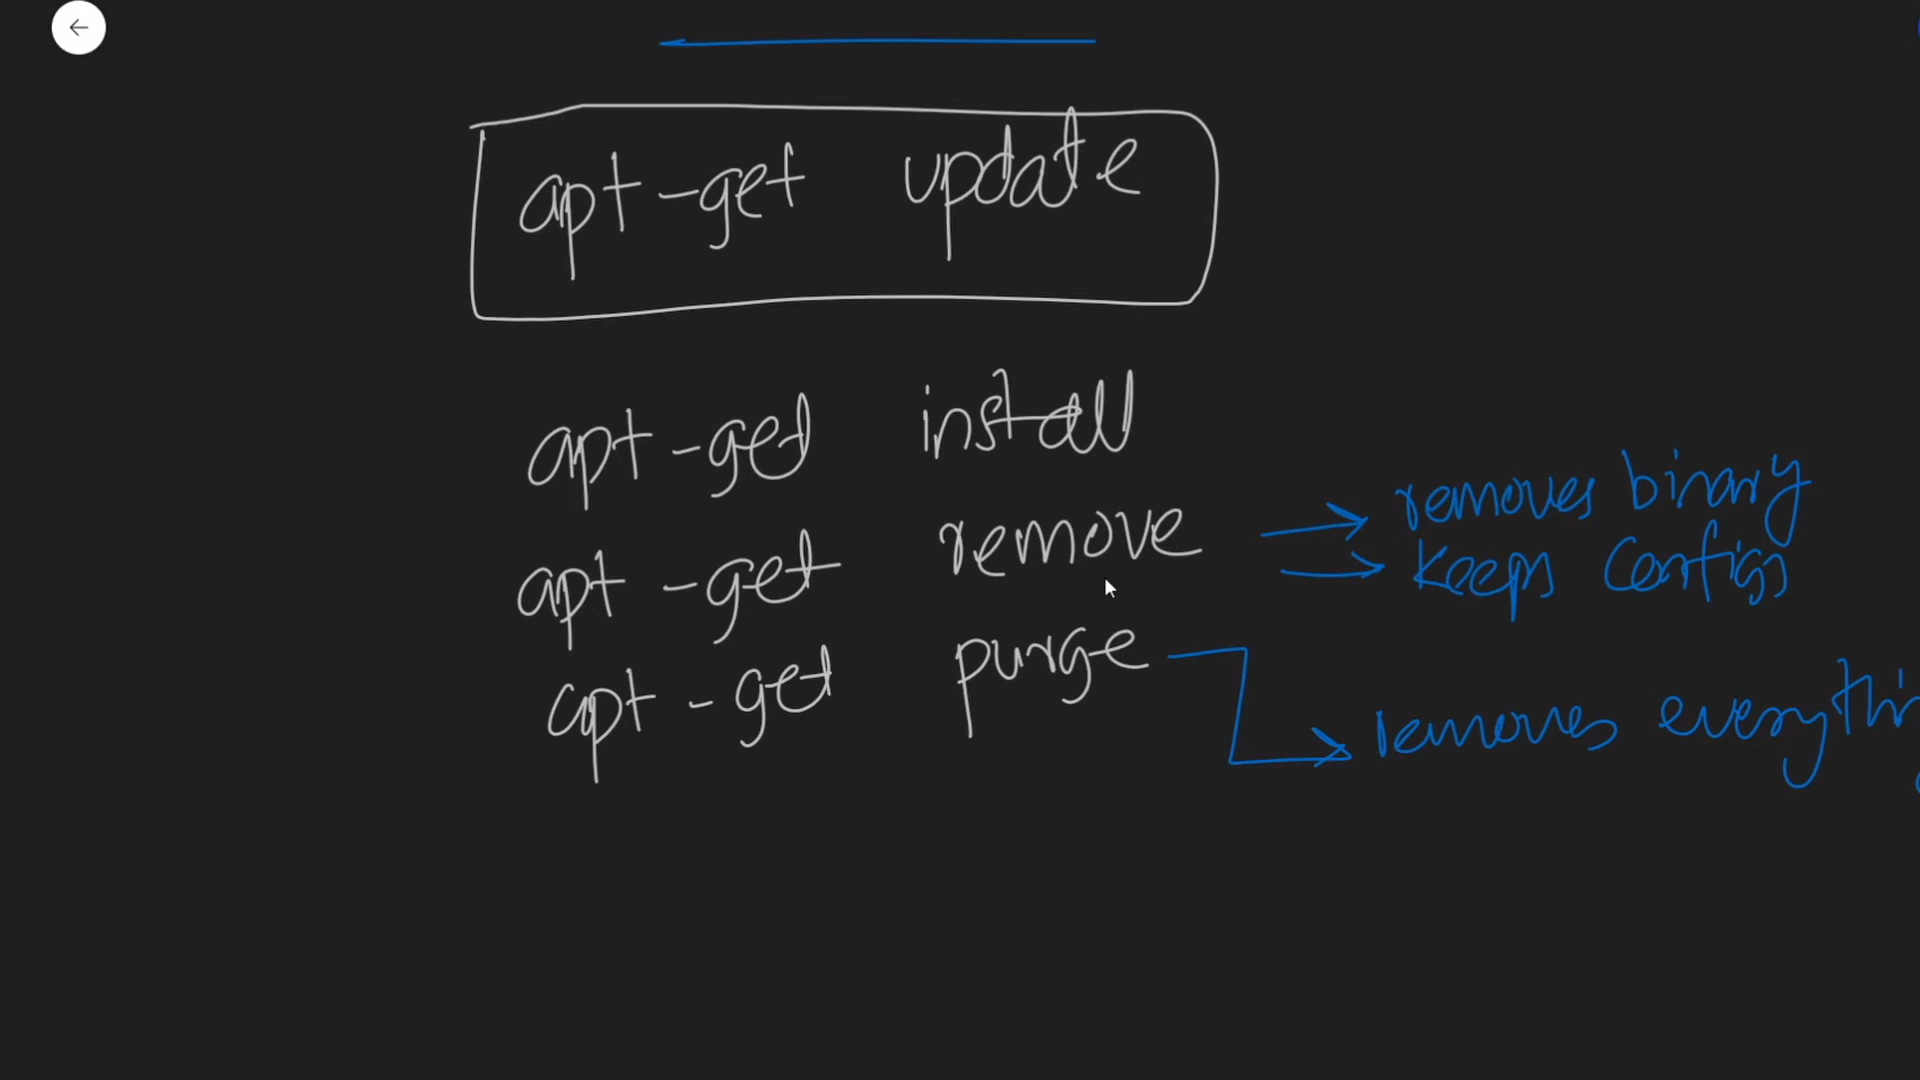 apt-get update
apt-get install
apt-get remove
removes binary
keeps configs
apt-get purge
removes everythi